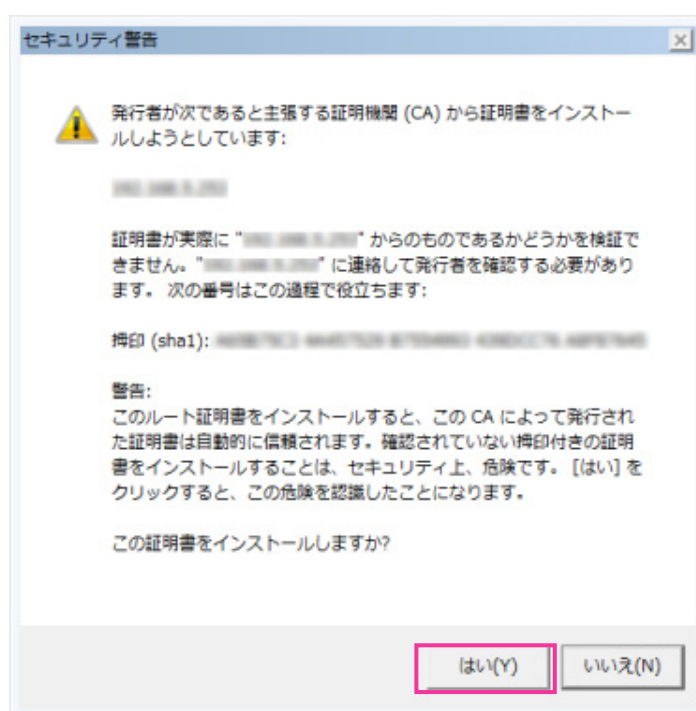 セキュリティ警告
発行者が次であると主張する証明機関 (CA) から証明書をインストー
ルしようとしています:
証明書が実際に "" からのものであるかどうかを検証で
きません。"" に連絡して発行者を確認する必要があり
ます。 次の番号はこの過程で役立ちます:
拇印 (sha1):
警告:
このルート証明書をインストールすると、この CA によって発行され
た証明書は自動的に信頼されます。確認されていない拇印付きの証明
書をインストールすることは、セキュリティ上、危険です。 [はい] を
クリックすると、この危険を認識したことになります。
この証明書をインストールしますか?
はい(Y)
いいえ(N)